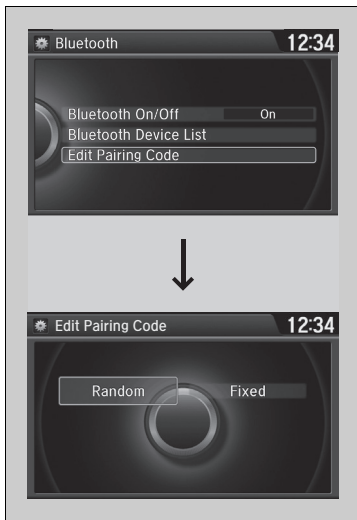 Bluetooth 12:34
Bluetooth On/Off On
Bluetooth Device List
Edit Pairing Code
Edit Pairing Code 12:34
Random Fixed